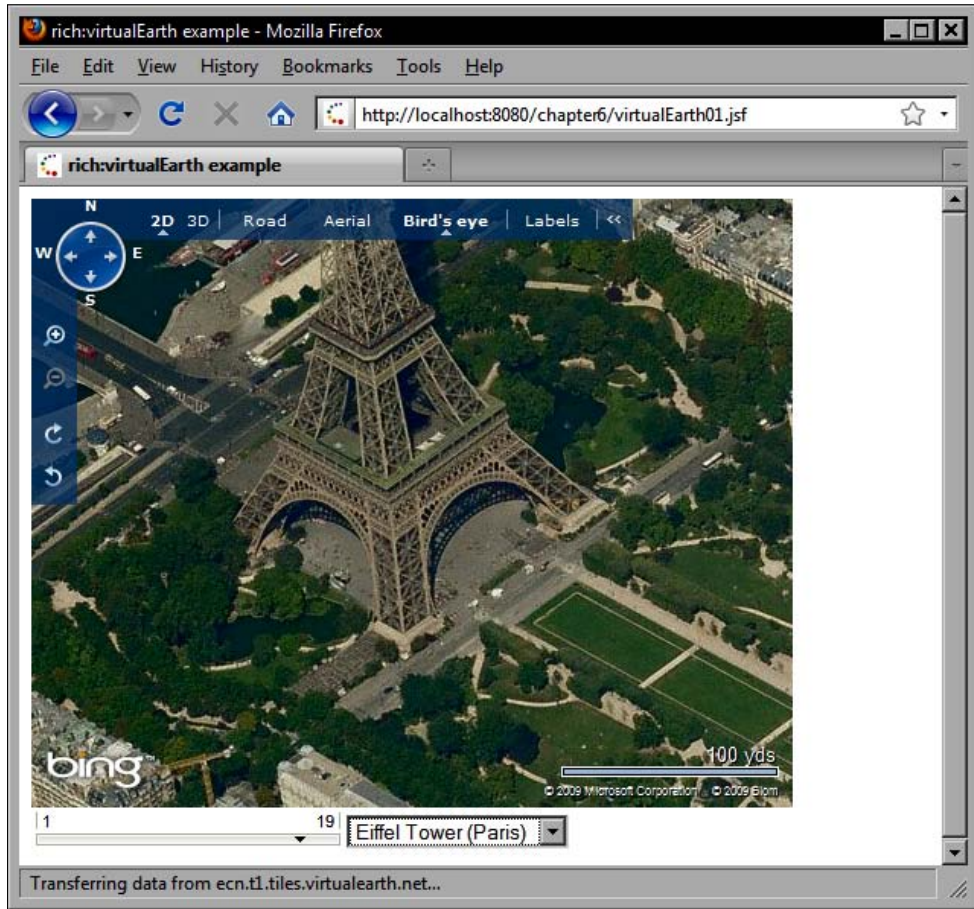 rich:virtualEarth example - Mozilla Firefox
File Edit View History Bookmarks Tools Help
http://localhost:8080/chapter6/virtualEarth01.jsf
rich:virtualEarth example
N
W E
S
2D 3D Road Aerial Bird's eye Labels <<
bing™
100 yds
© 2009 Microsoft Corporation © 2009 Blom
1 19
Eiffel Tower (Paris)
Transferring data from ecn.t1.tiles.virtualearth.net...